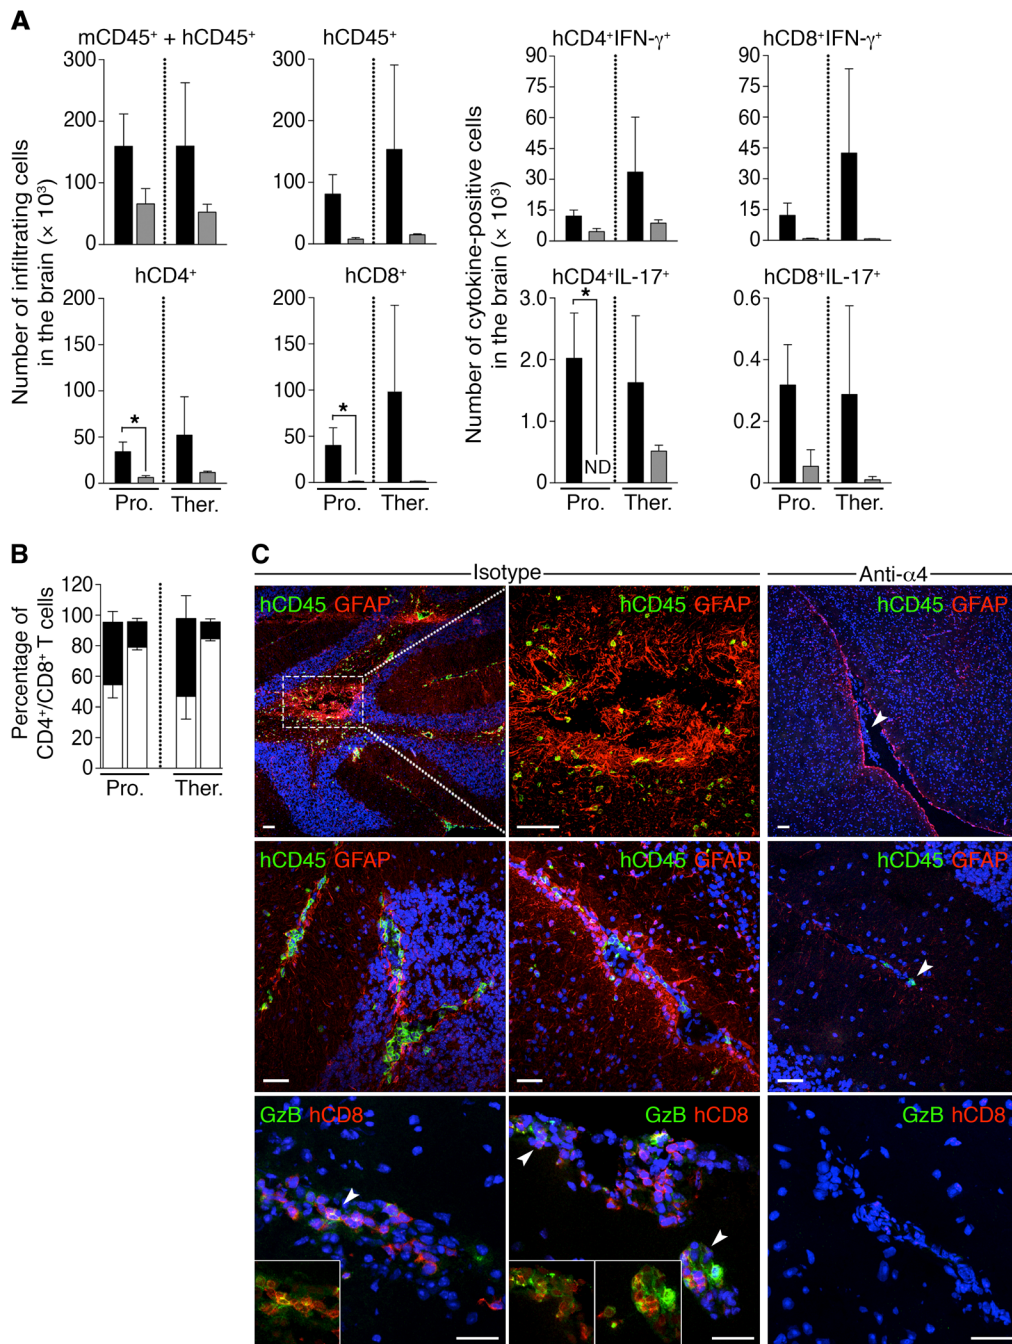 A
mCD45⁺ + hCD45⁺
hCD45⁺
hCD4⁺IFN-γ⁺
hCD8⁺IFN-γ⁺
Number of infiltrating cells
in the brain (× 10³)
300
200
100
0
300
200
100
0
Number of cytokine-positive cells
in the brain (× 10³)
90
75
60
45
30
15
0
90
75
60
45
30
15
0
hCD4⁺
hCD8⁺
hCD4⁺IL-17⁺
hCD8⁺IL-17⁺
200
150
100
50
0
*
Pro.
Ther.
200
150
100
50
0
*
Pro.
Ther.
3.0
2.0
1.0
0
*
ND
Pro.
Ther.
0.6
0.4
0.2
0
Pro.
Ther.
B
Percentage of
CD4⁺/CD8⁺ T cells
120
100
80
60
40
20
0
Pro.
Ther.
C
Isotype
Anti-α4
hCD45 GFAP
hCD45 GFAP
hCD45 GFAP
hCD45 GFAP
hCD45 GFAP
hCD45 GFAP
GzB hCD8
GzB hCD8
GzB hCD8